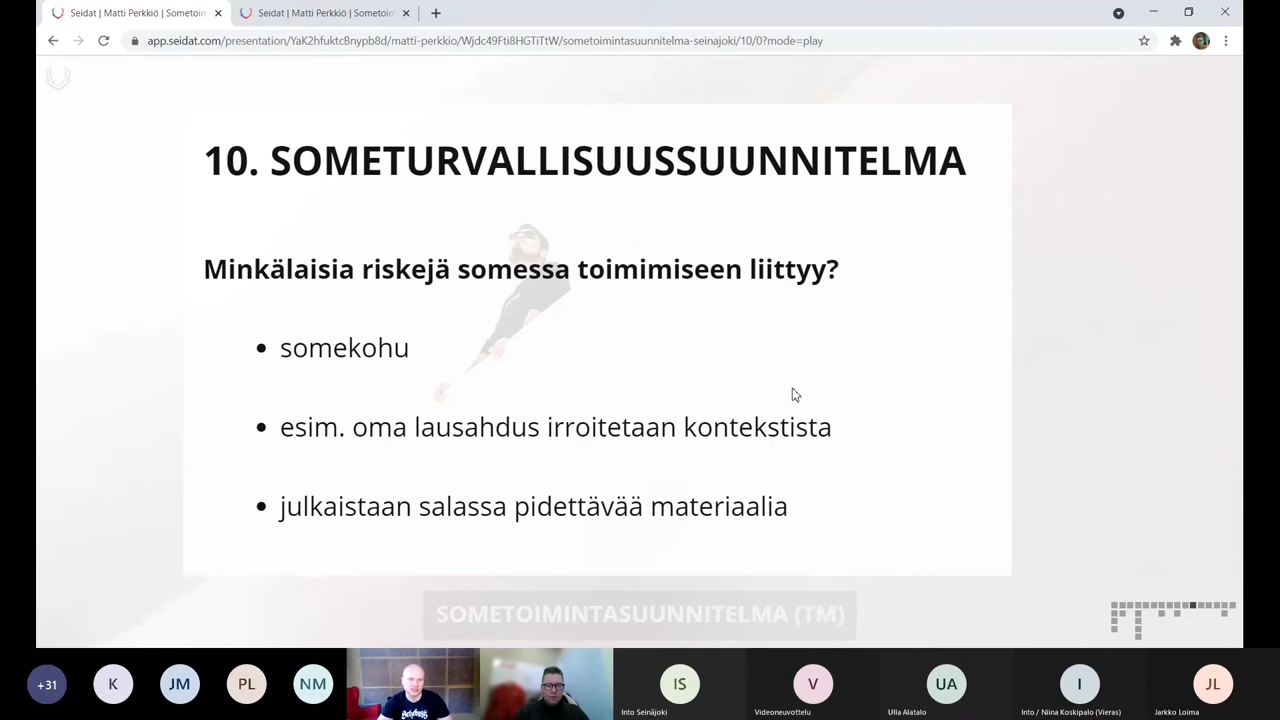 Seidat | Matti Perkkiö | Sometoim
Seidat | Matti Perkkiö | Sometoim
app.seidat.com/presentation/YaK2hfuktcBnypb8d/matti-perkkio/Wjdc49Fti8HGTiTtW/sometoimintasuunnitelma-seinajoki/10/0?mode=play
10. SOMETURVALLISUUSSUUNNITELMA
Minkälaisia riskejä somessa toimimiseen liittyy?
• somekohu
• esim. oma lausahdus irroitetaan kontekstista
• julkaistaan salassa pidettävää materiaalia
SOMETOIMINTASUUNNITELMA (TM)
+31 K JM PL NM IS V UA I JL
Into Seinäjoki Videoneuvottelu Ulla Alatalo Into / Niina Koskipalo (Vieras) Jarkko Loima